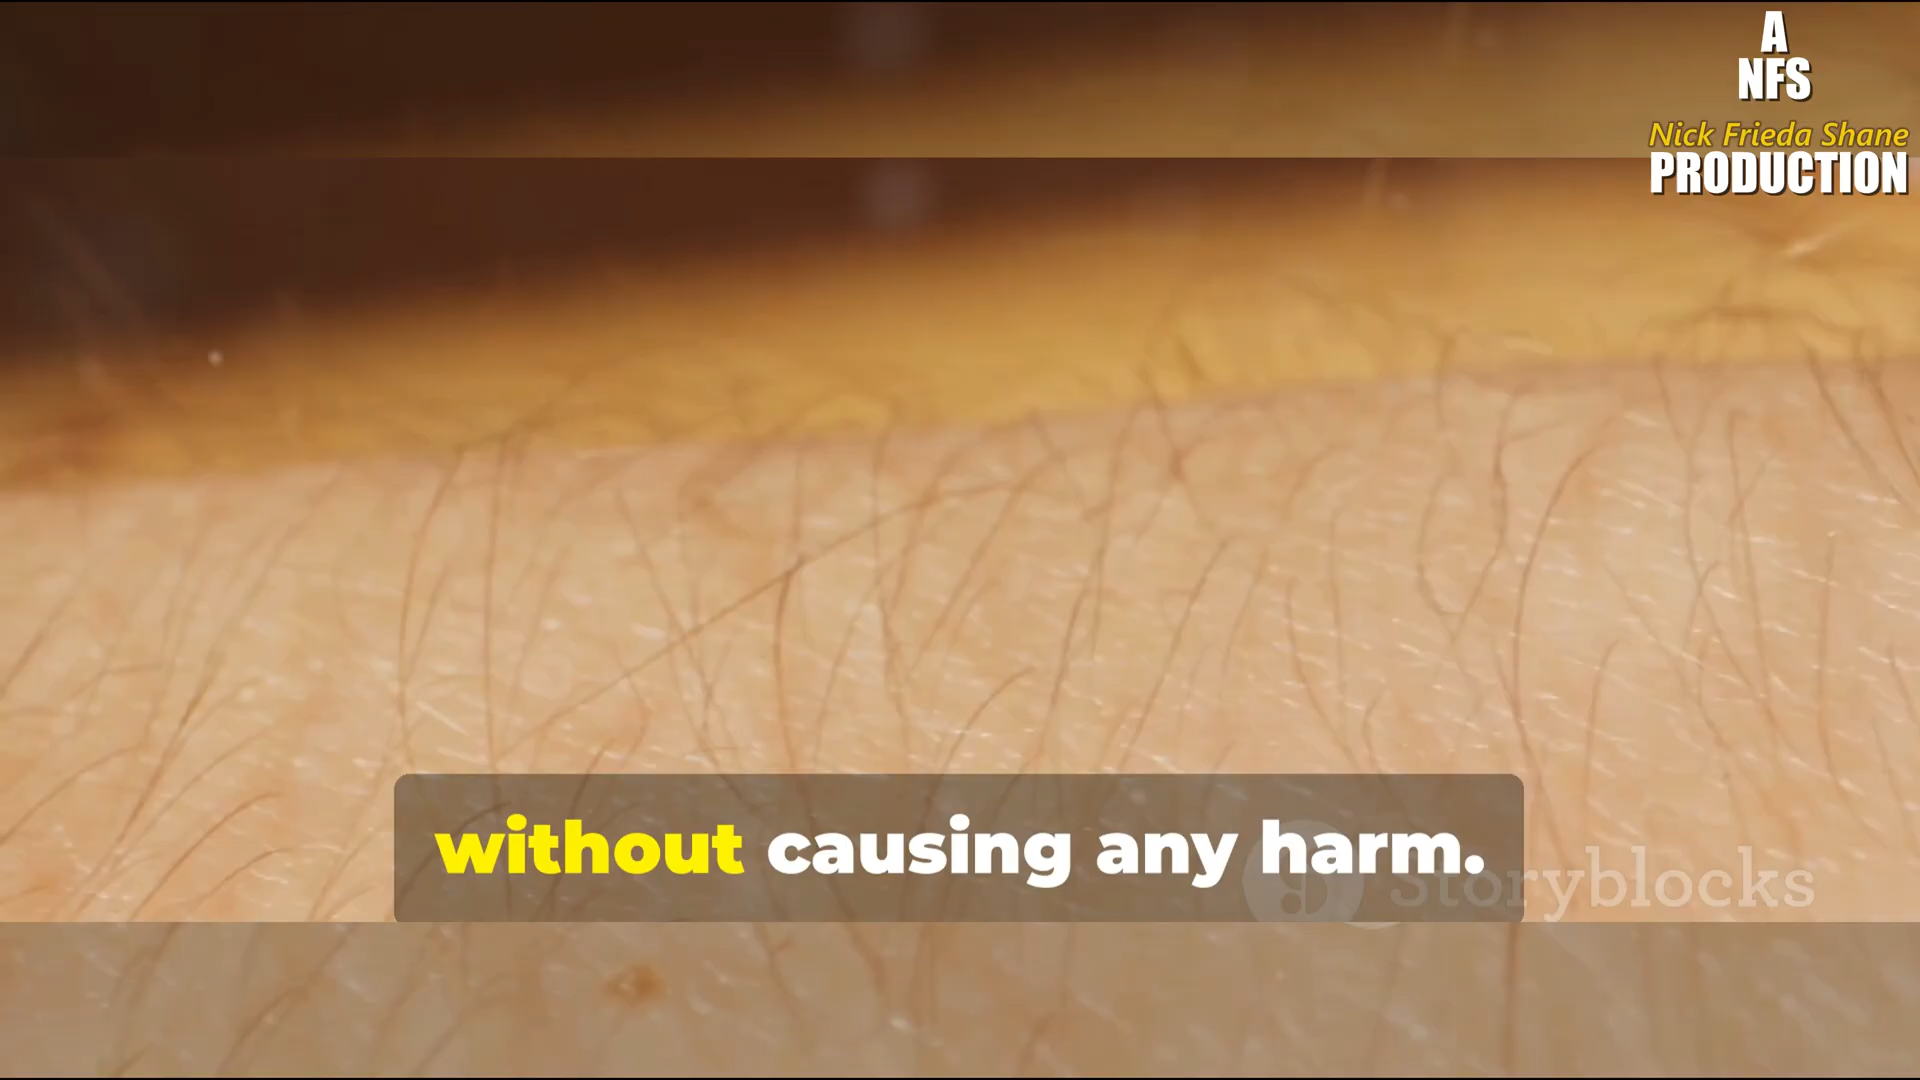 A
NFS
Nick Frieda Shane
PRODUCTION
without causing any harm.
Storyblocks